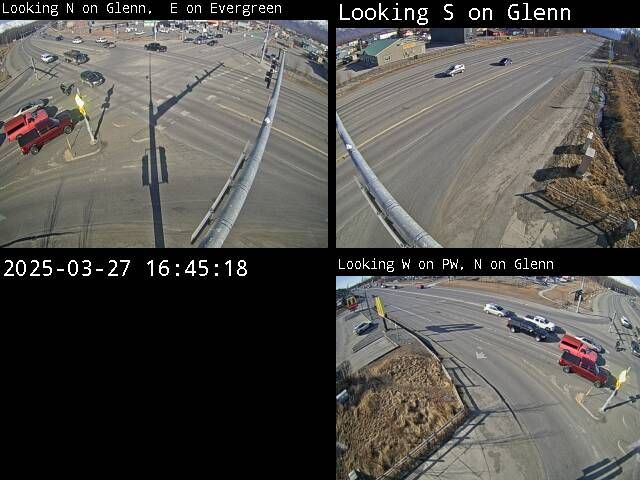 Looking N on Glenn,  E on Evergreen
Looking S on Glenn
2025-03-27 16:45:18
Looking W on PW, N on Glenn